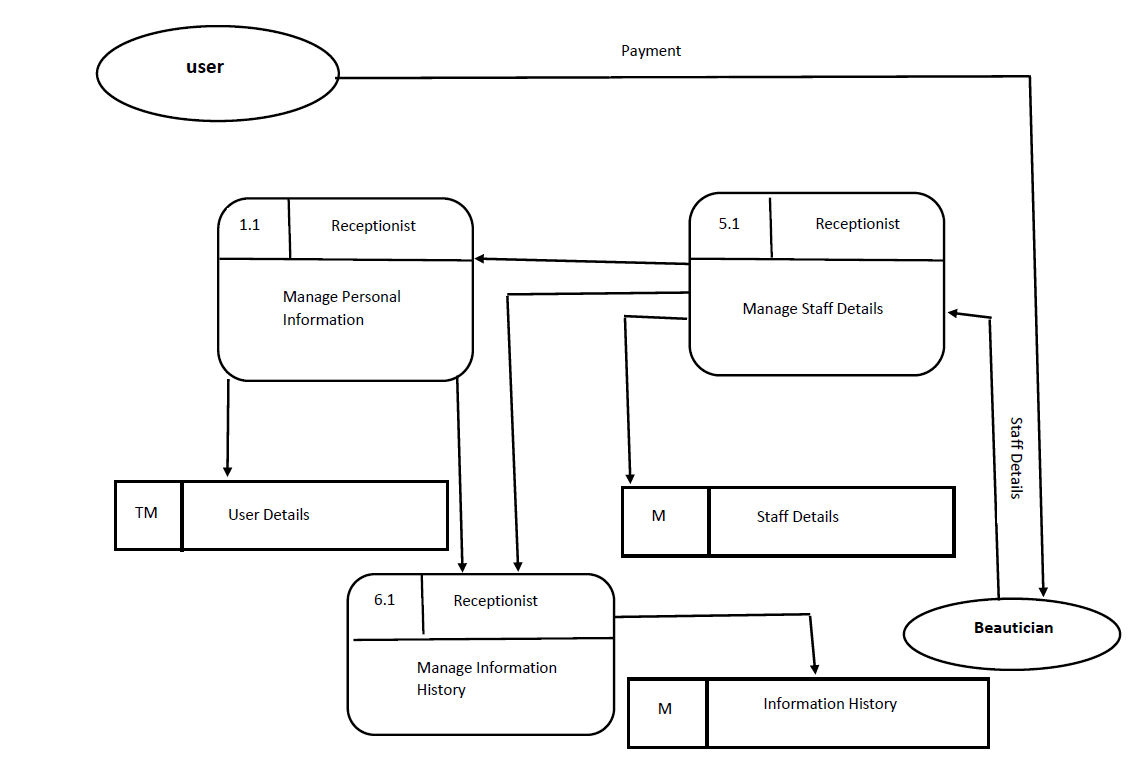 Payment
user
1.1
Receptionist
Manage Personal
Information
5.1
Receptionist
Manage Staff Details
Staff Details
TM
User Details
M
Staff Details
6.1
Receptionist
Manage Information
History
Beautician
M
Information History